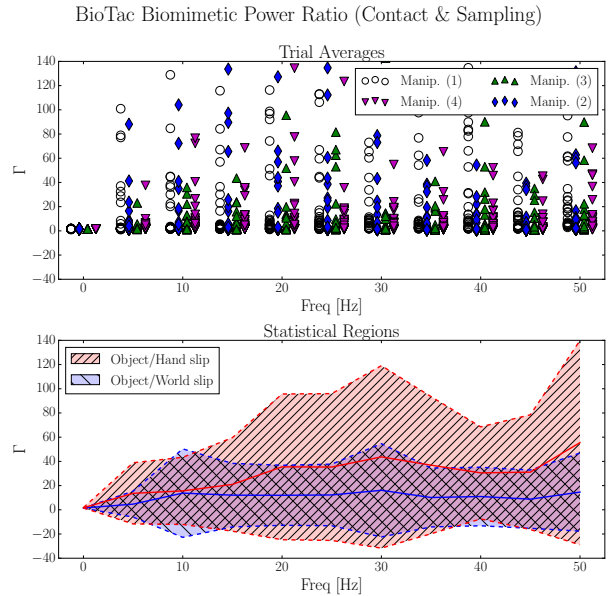 BioTac Biomimetic Power Ratio (Contact & Sampling)
Trial Averages
Manip. (1) Manip. (3)
Manip. (4) Manip. (2)
140
120
100
80
60
40
20
0
−20
−40
Γ
0 10 20 30 40 50
Freq [Hz]
Statistical Regions
Object/Hand slip
Object/World slip
140
120
100
80
60
40
20
0
−20
−40
Γ
0 10 20 30 40 50
Freq [Hz]